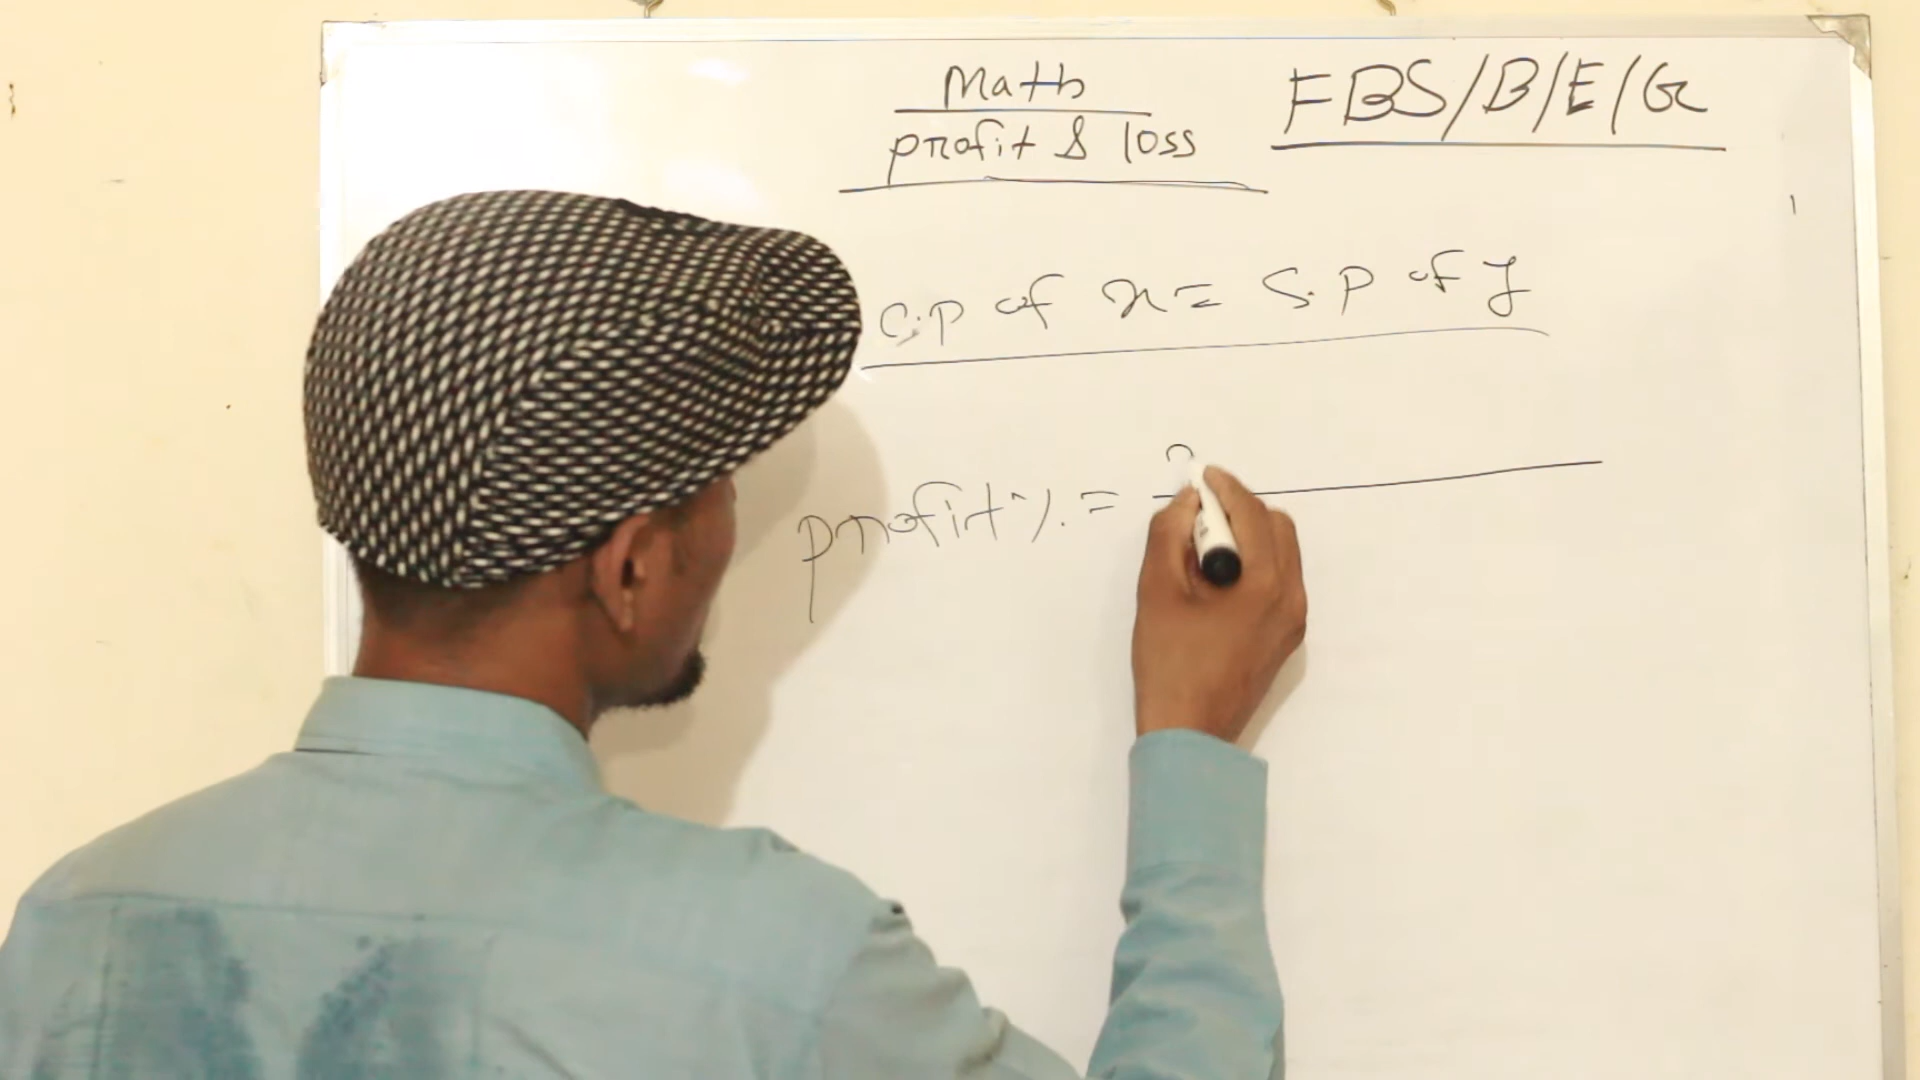 Math
profit & loss
FBS/B/E/G
C.P of x = S.P of y
profit% =